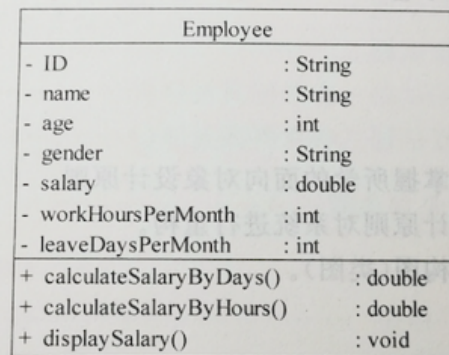 Employee
- ID : String
- name : String
- age : int
- gender : String
- salary : double
- workHoursPerMonth : int
- leaveDaysPerMonth : int
+ calculateSalaryByDays() : double
+ calculateSalaryByHours() : double
+ displaySalary() : void